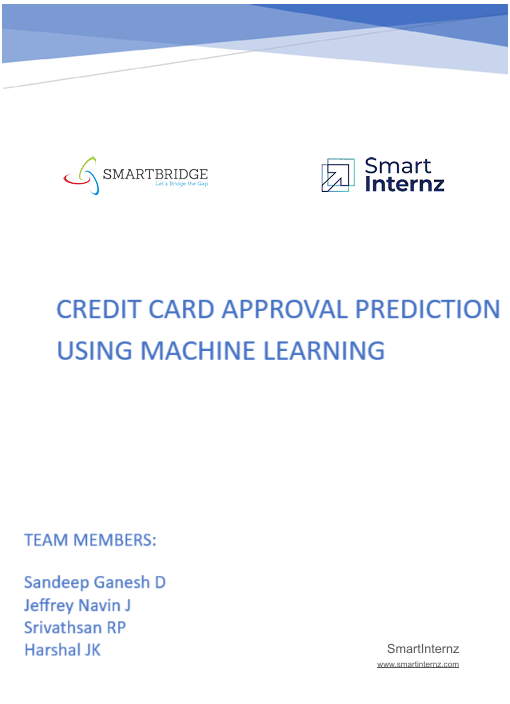 SMARTBRIDGE
Let's Bridge the Gap
Smart
Internz
CREDIT CARD APPROVAL PREDICTION
USING MACHINE LEARNING
TEAM MEMBERS:
Sandeep Ganesh D
Jeffrey Navin J
Srivathsan RP
Harshal JK
SmartInternz
www.smartinternz.com